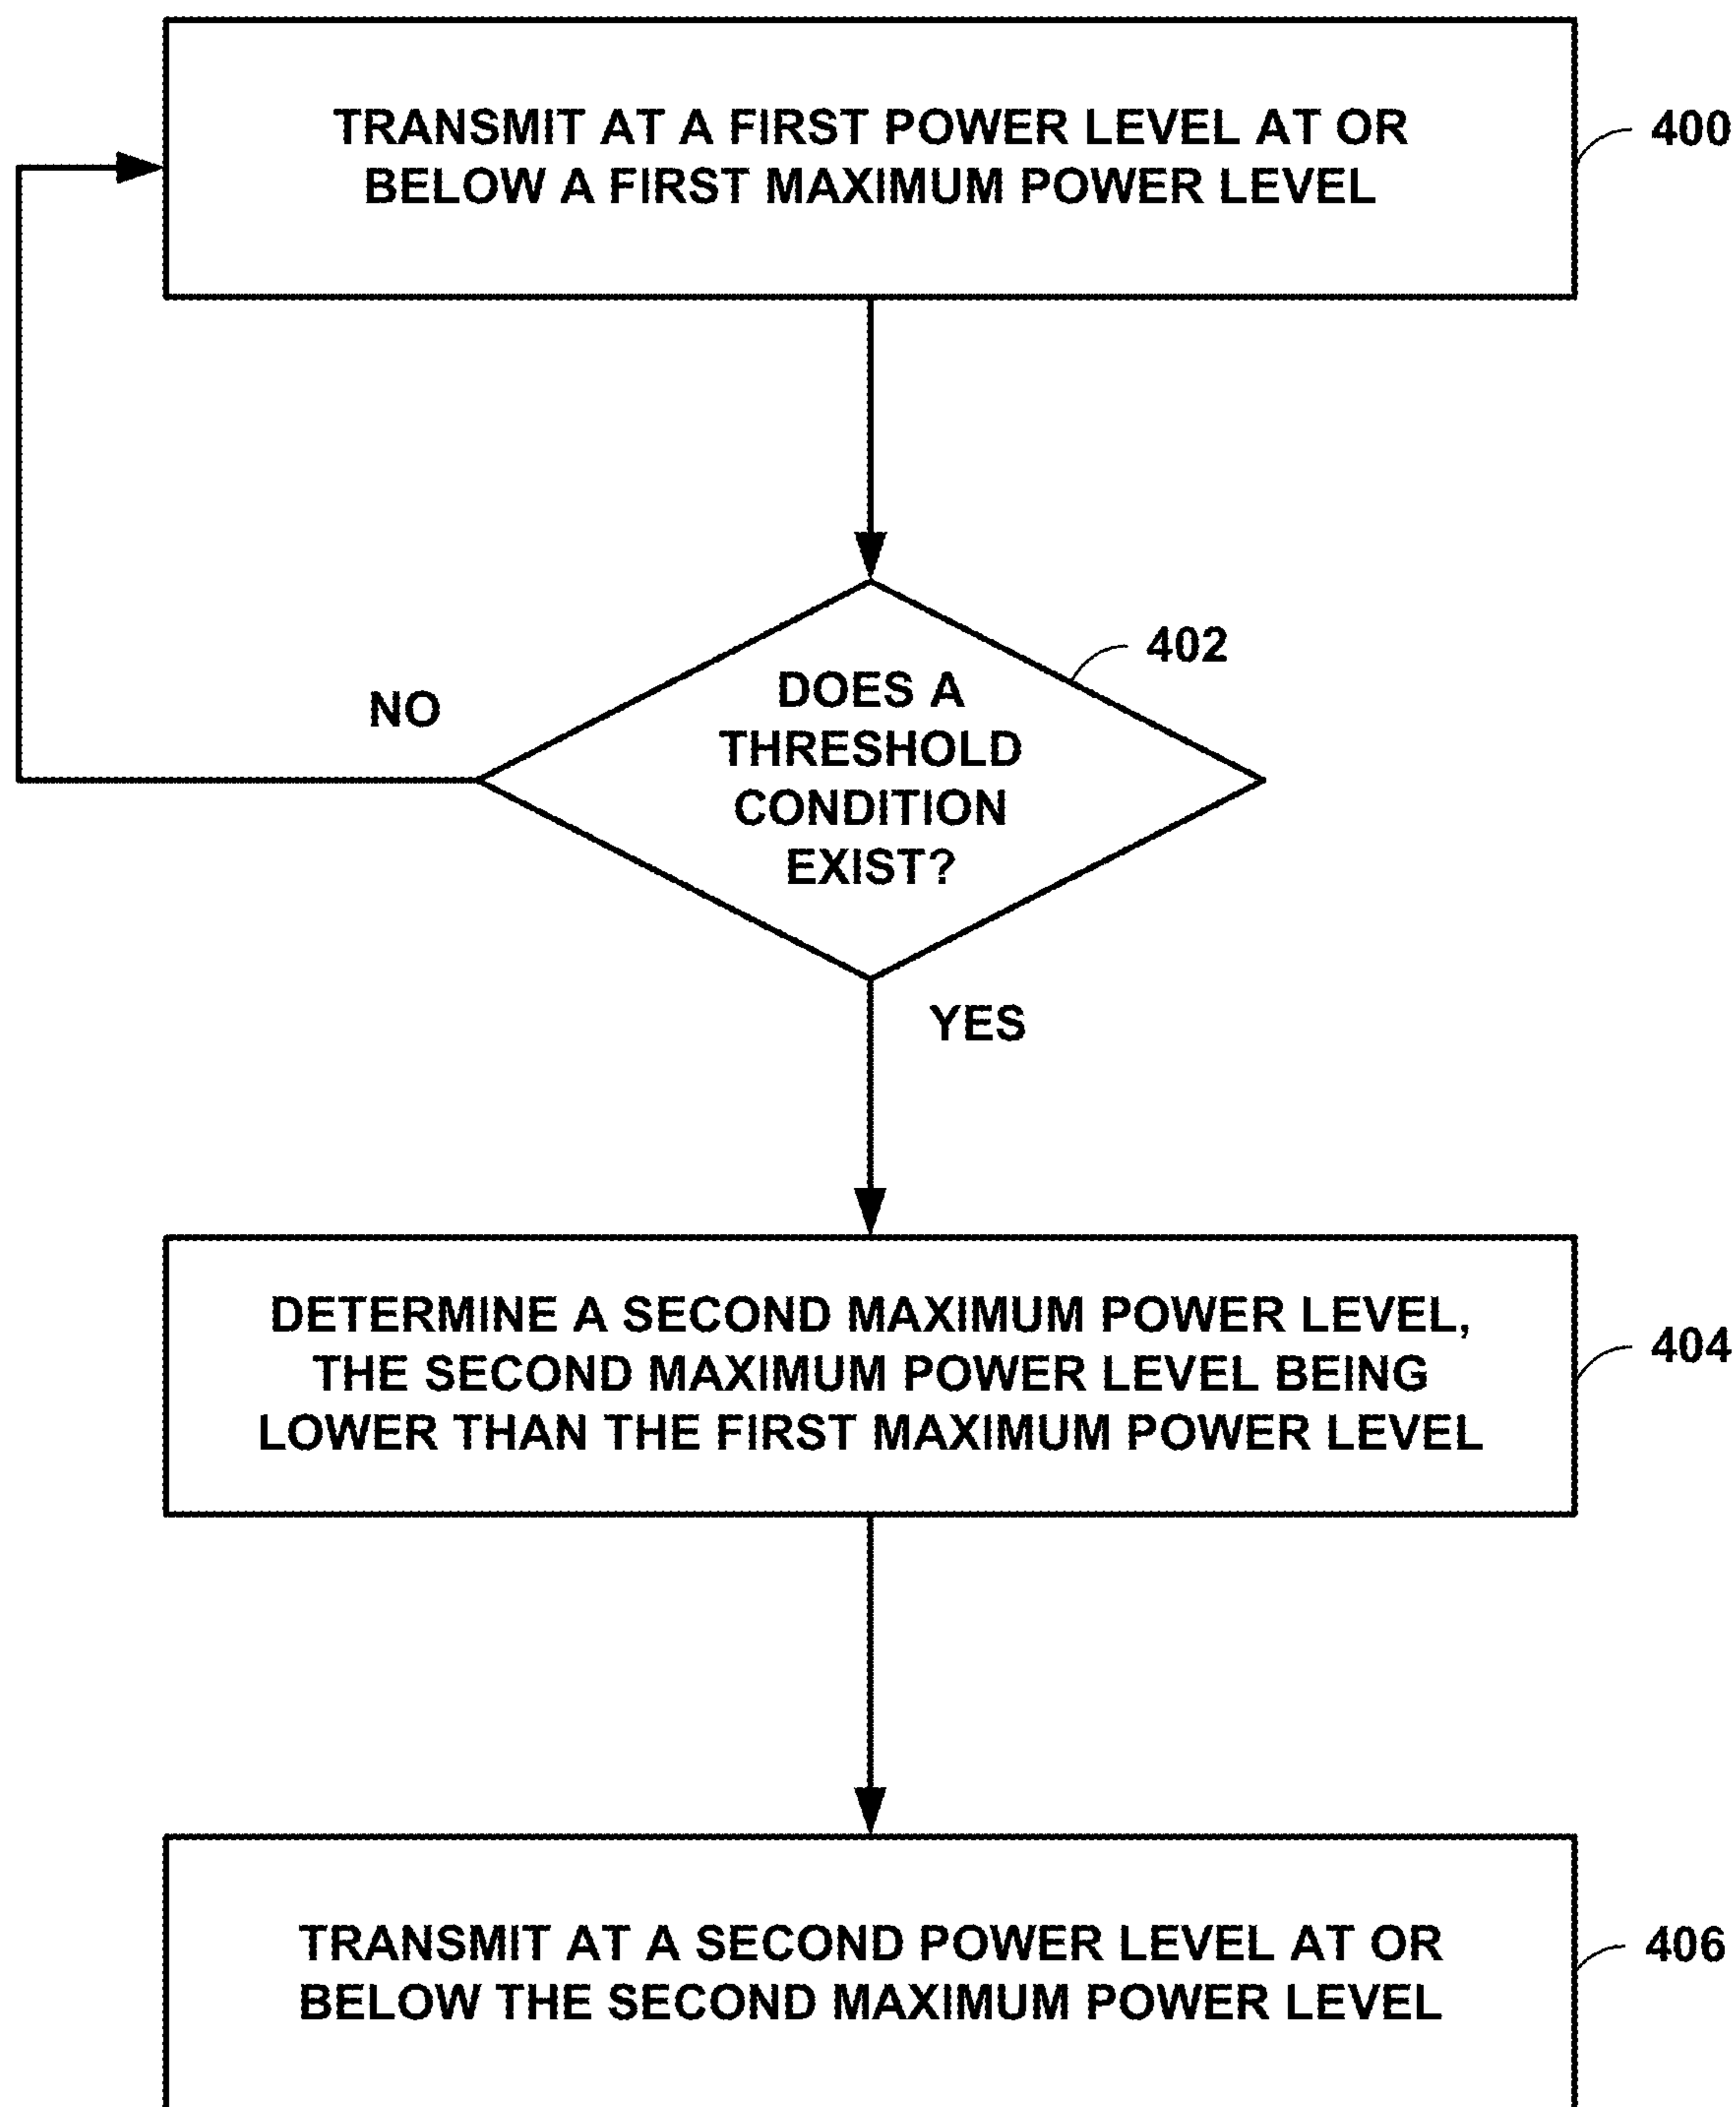 TRANSMIT AT A FIRST POWER LEVEL AT OR
BELOW A FIRST MAXIMUM POWER LEVEL
400
402
DOES A
THRESHOLD
CONDITION
EXIST?
NO
YES
DETERMINE A SECOND MAXIMUM POWER LEVEL,
THE SECOND MAXIMUM POWER LEVEL BEING
LOWER THAN THE FIRST MAXIMUM POWER LEVEL
404
TRANSMIT AT A SECOND POWER LEVEL AT OR
BELOW THE SECOND MAXIMUM POWER LEVEL
406